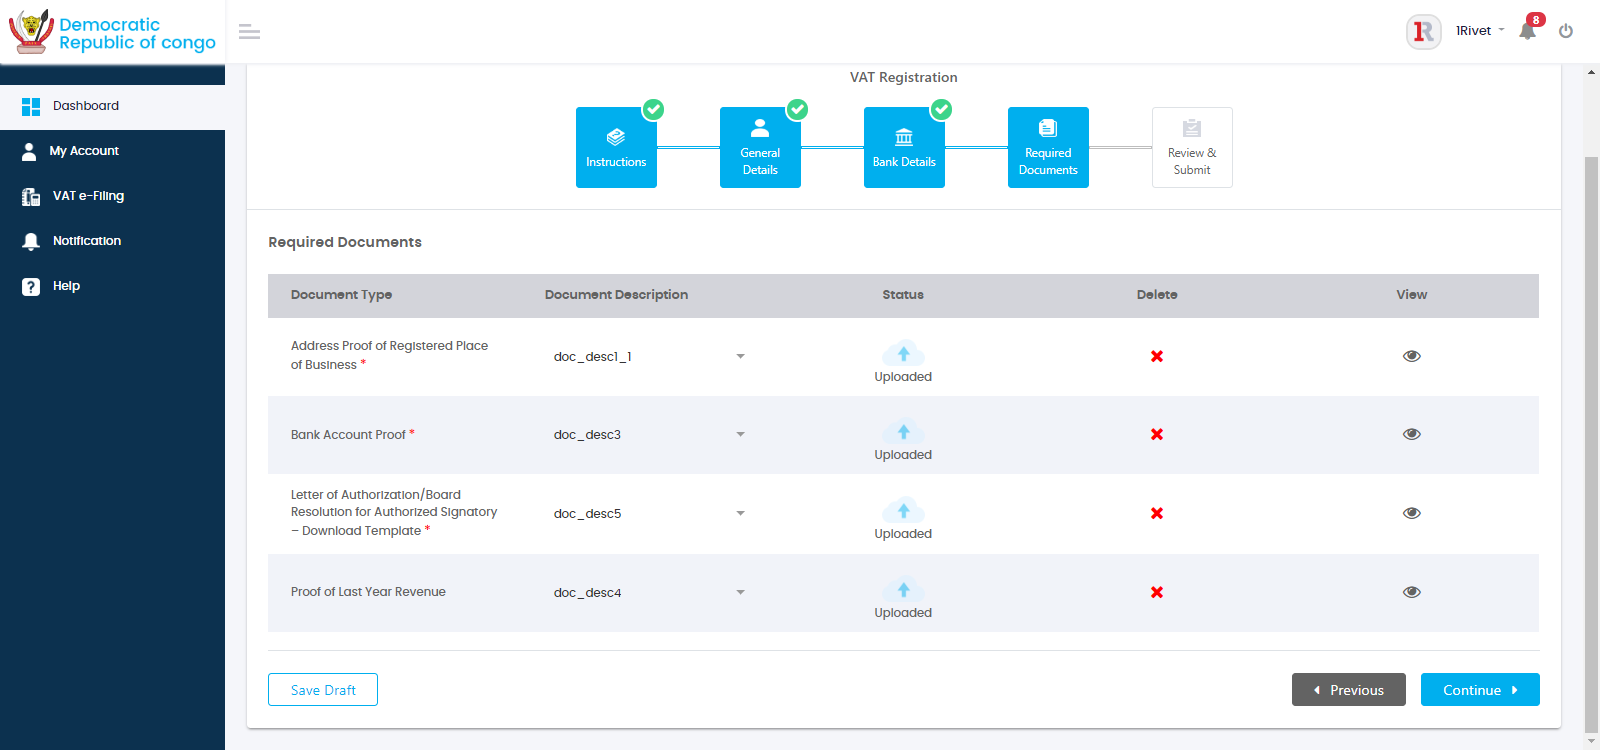 Democratic
Republic of congo
1R
1Rivet
8
Dashboard
My Account
VAT e-Filing
Notification
? Help
VAT Registration
Instructions
General
Details
Bank Details
Required
Documents
Review &
Submit
Required Documents
Document Type Document Description Status Delete View
Address Proof of Registered Place
of Business *
doc_desc1_1
Uploaded
Bank Account Proof *
doc_desc3
Uploaded
Letter of Authorization/Board
Resolution for Authorized Signatory
– Download Template *
doc_desc5
Uploaded
Proof of Last Year Revenue
doc_desc4
Uploaded
Save Draft
Previous
Continue